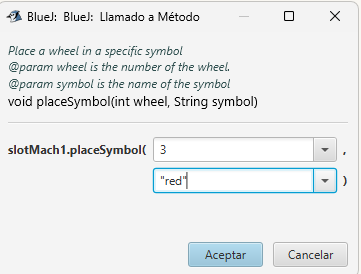 BlueJ: BlueJ: Llamado a Método
Place a wheel in a specific symbol
@param wheel is the number of the wheel.
@param symbol is the name of the symbol
void placeSymbol(int wheel, String symbol)
slotMach1.placeSymbol( 3 ,
"red" )
Aceptar Cancelar